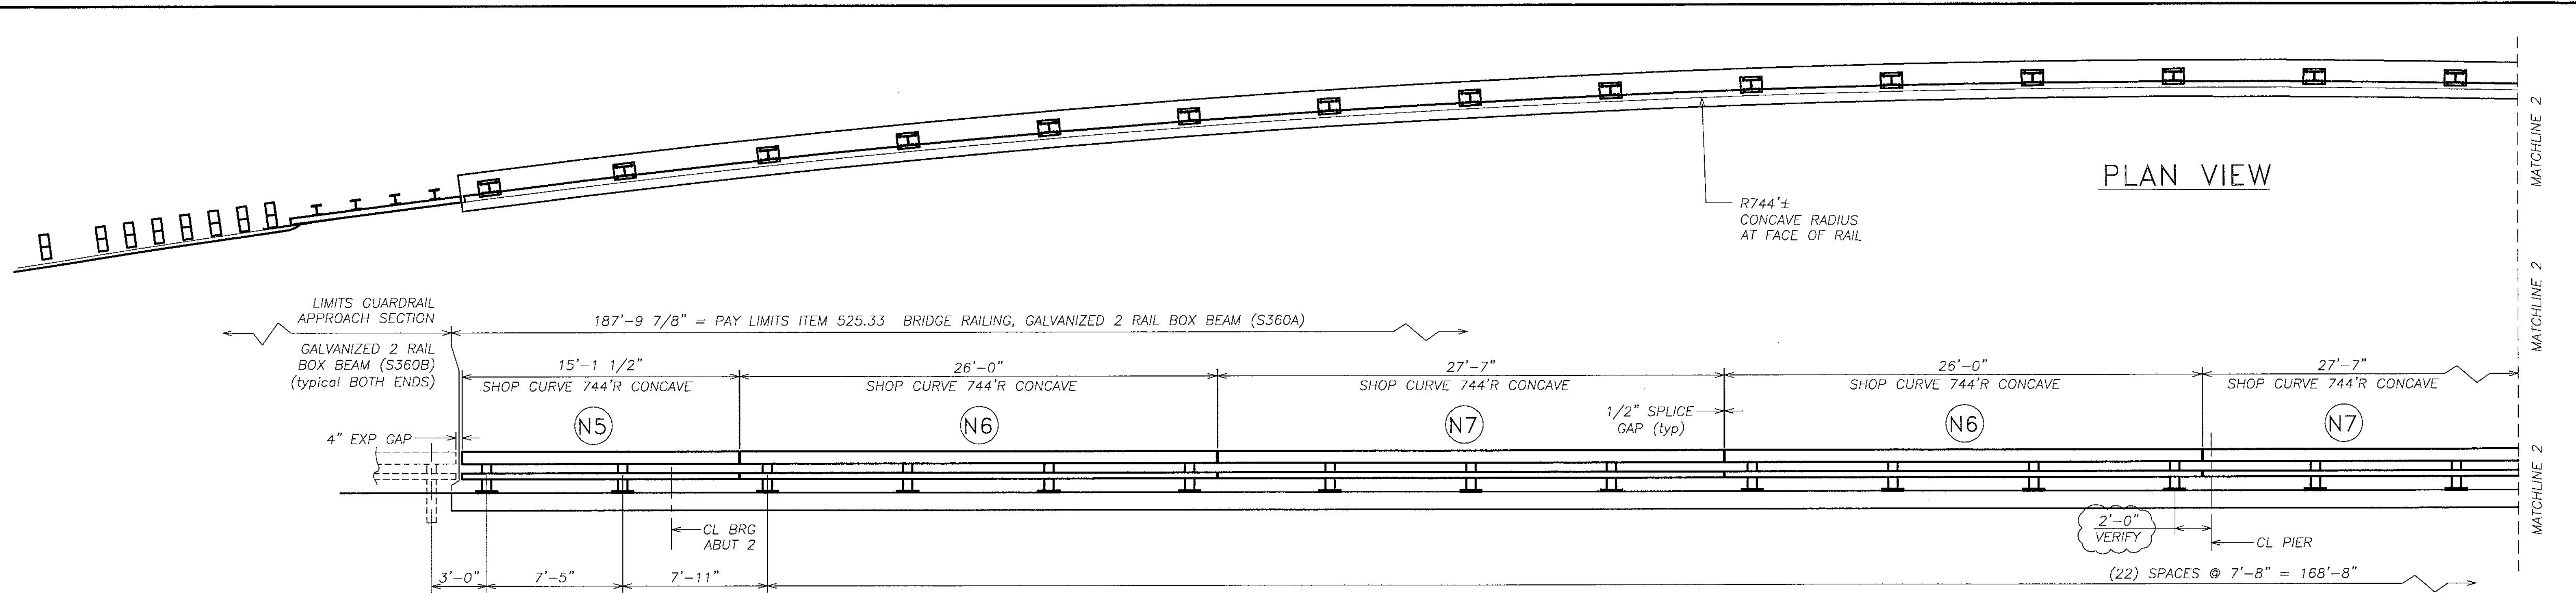 PLAN VIEW
R744'±
CONCAVE RADIUS
AT FACE OF RAIL
MATCHLINE 2
MATCHLINE 2
MATCHLINE 2
LIMITS GUARDRAIL
APPROACH SECTION
GALVANIZED 2 RAIL
BOX BEAM (S360B)
(typical BOTH ENDS)
187'-9 7/8" = PAY LIMITS ITEM 525.33 BRIDGE RAILING, GALVANIZED 2 RAIL BOX BEAM (S360A)
15'-1 1/2"
SHOP CURVE 744'R CONCAVE
26'-0"
SHOP CURVE 744'R CONCAVE
27'-7"
SHOP CURVE 744'R CONCAVE
26'-0"
SHOP CURVE 744'R CONCAVE
27'-7"
SHOP CURVE 744'R CONCAVE
4" EXP GAP
N5
N6
N7
1/2" SPLICE
GAP (typ)
N6
N7
CL BRG
ABUT 2
2'-0"
VERIFY
CL PIER
3'-0"
7'-5"
7'-11"
(22) SPACES @ 7'-8" = 168'-8"